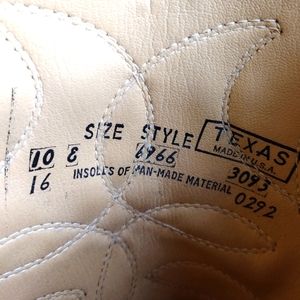 SIZE STYLE TEXAS
MADE IN U.S.A.
10 E 6966 3093
16 INSOLES OF MAN-MADE MATERIAL 0292